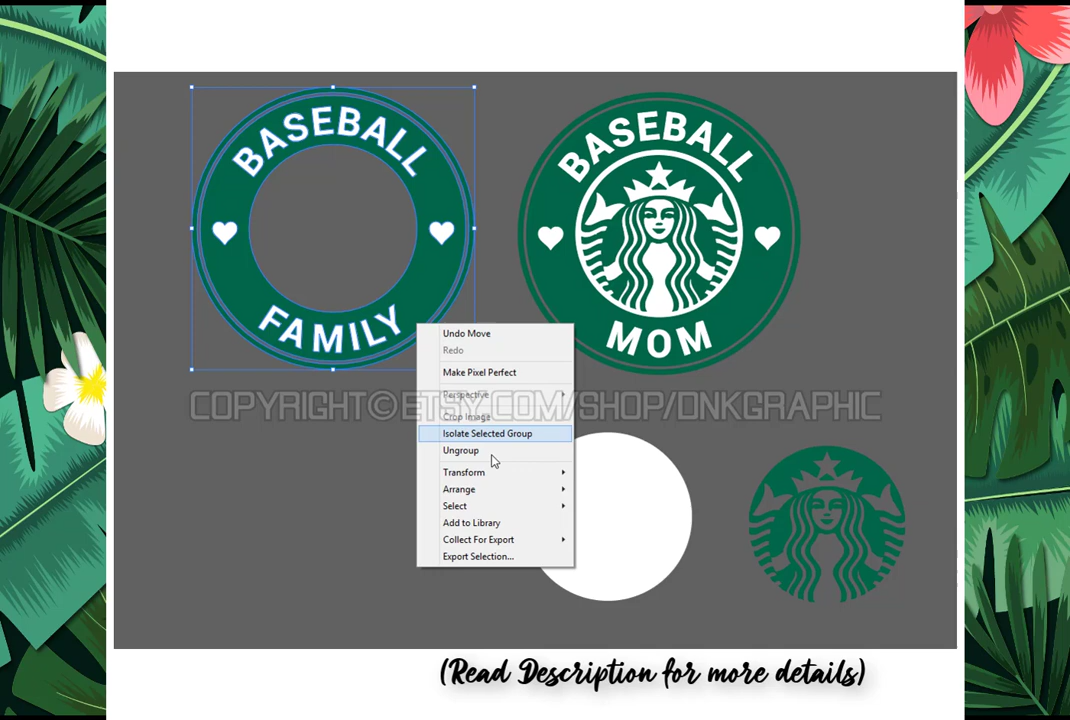 BASEBALL
FAMILY
BASEBALL
MOM
Undo Move
Redo
Make Pixel Perfect
Perspective
Crop Image
Isolate Selected Group
Ungroup
Transform
Arrange
Select
Add to Library
Collect For Export
Export Selection...
COPYRIGHT©ETSY.COM/SHOP/DNKGRAPHIC
(Read Description for more details)